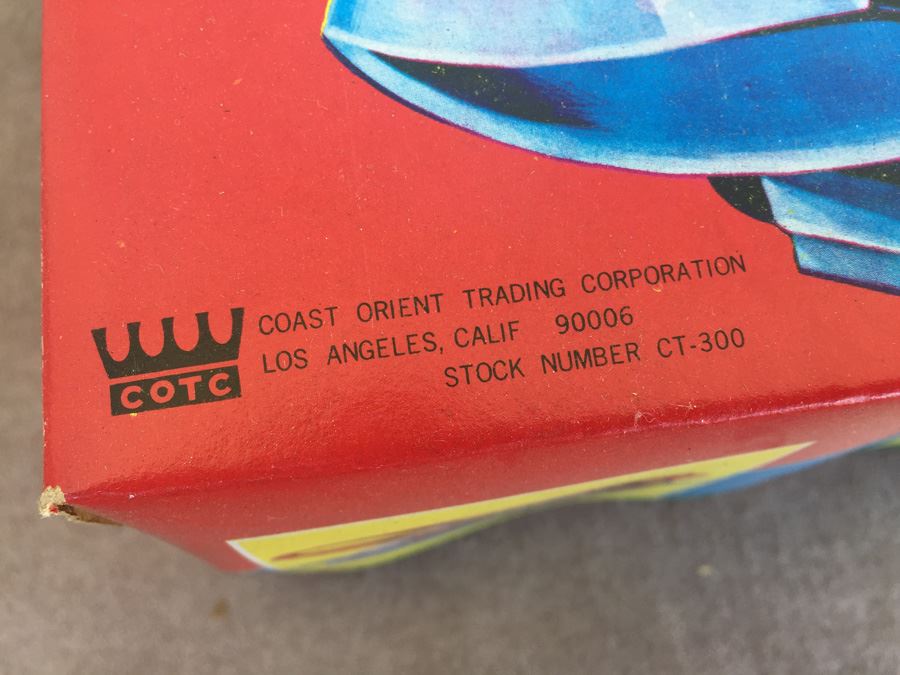 COTC
COAST ORIENT TRADING CORPORATION
LOS ANGELES, CALIF 90006
STOCK NUMBER CT-300